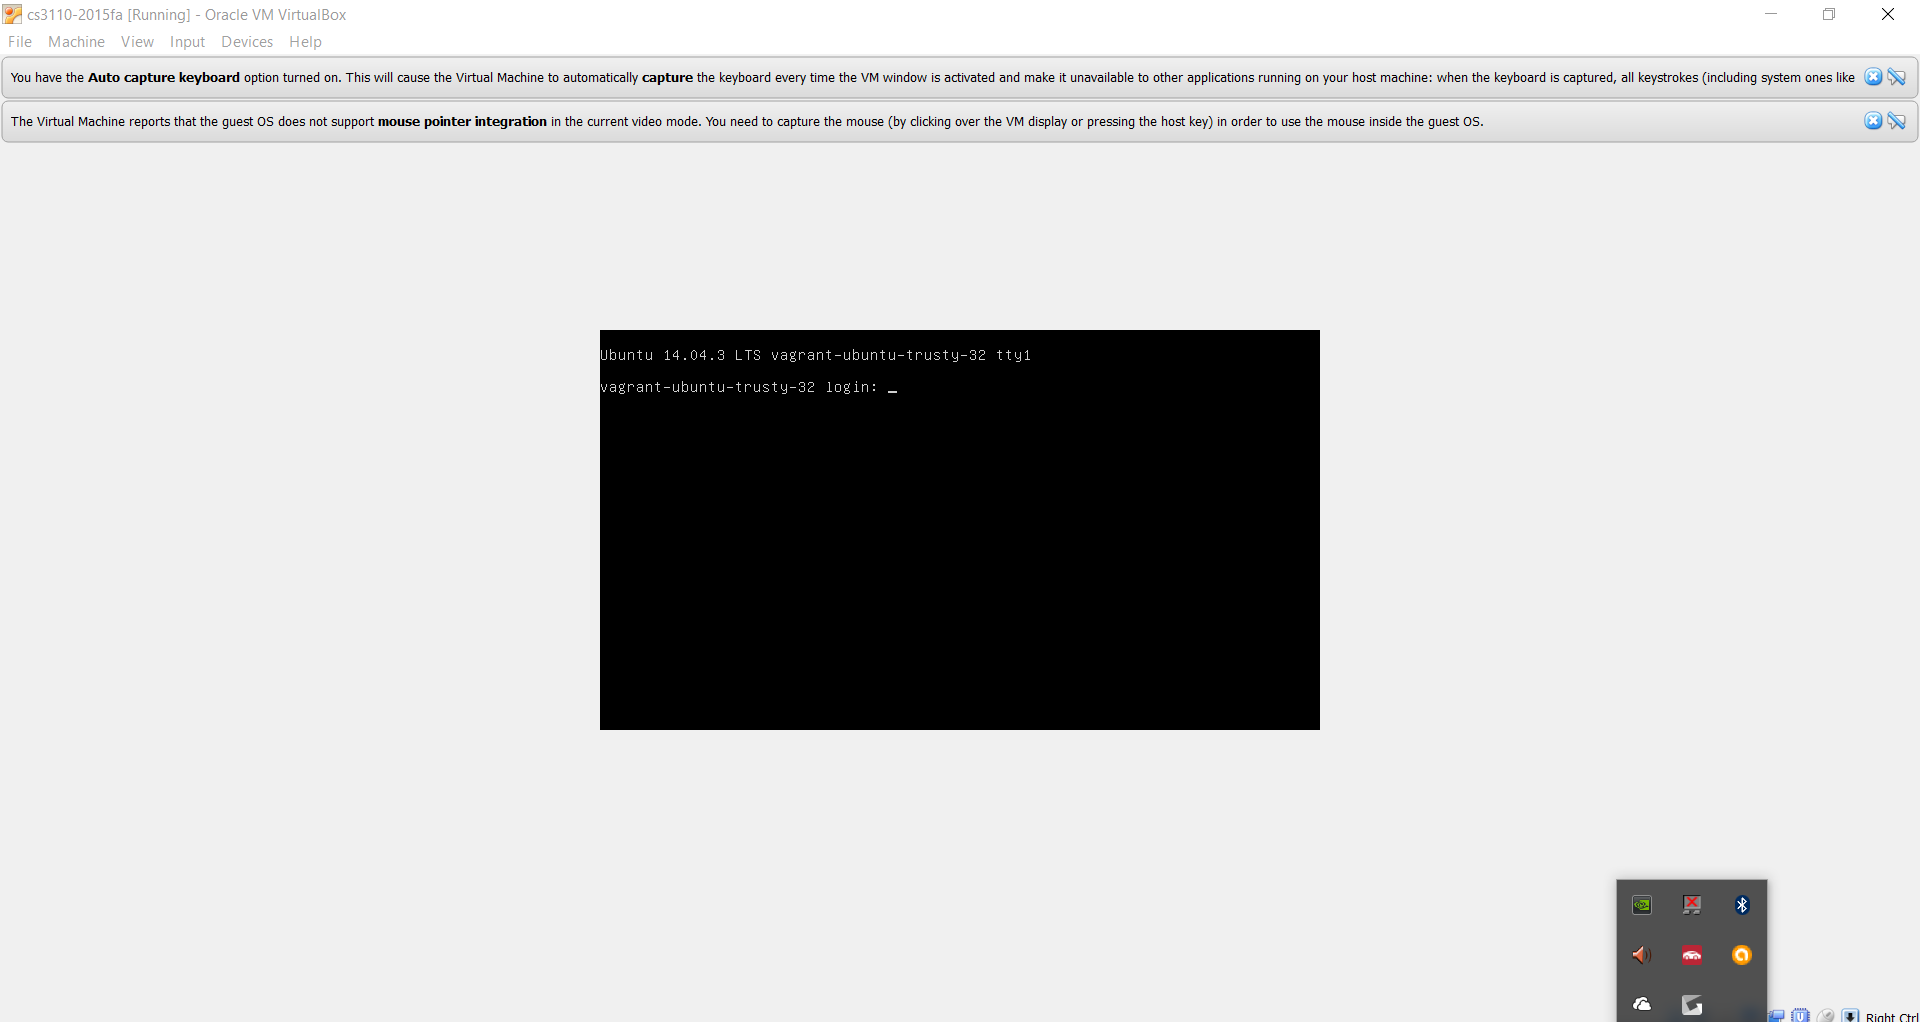 cs3110-2015fa [Running] - Oracle VM VirtualBox
File Machine View Input Devices Help
You have the Auto capture keyboard option turned on. This will cause the Virtual Machine to automatically capture the keyboard every time the VM window is activated and make it unavailable to other applications running on your host machine: when the keyboard is captured, all keystrokes (including system ones like
The Virtual Machine reports that the guest OS does not support mouse pointer integration in the current video mode. You need to capture the mouse (by clicking over the VM display or pressing the host key) in order to use the mouse inside the guest OS.
Ubuntu 14.04.3 LTS vagrant-ubuntu-trusty-32 tty1
vagrant-ubuntu-trusty-32 login: _
Right Ctrl